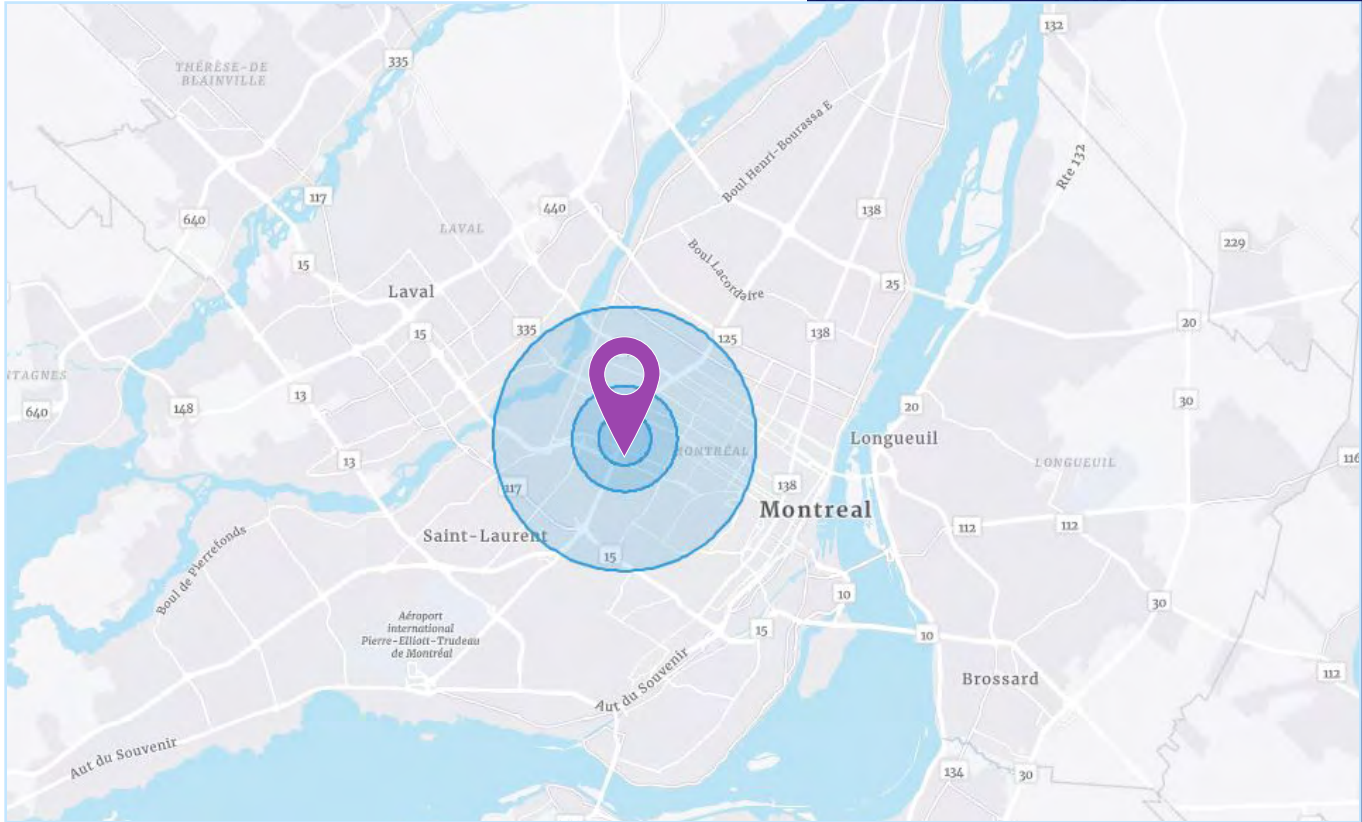 132
335
THÉRÈSE-DE
BLAINVILLE
Boul Henri-Bourassa E
Rte 132
117
640
440
138
LAVAL
229
Boul Lacordaire
15
25
Laval
20
335
15
125
138
13
148
640
30
20
Longueuil
MONTRÉAL
LONGUEUIL
13
116
117
138
Montreal
Saint-Laurent
112
112
15
Boul de Pierrefonds
10
30
Aéroport
international
Pierre-Elliott-Trudeau
de Montréal
15
10
112
Aut du Souvenir
Brossard
Aut du Souvenir
134
30